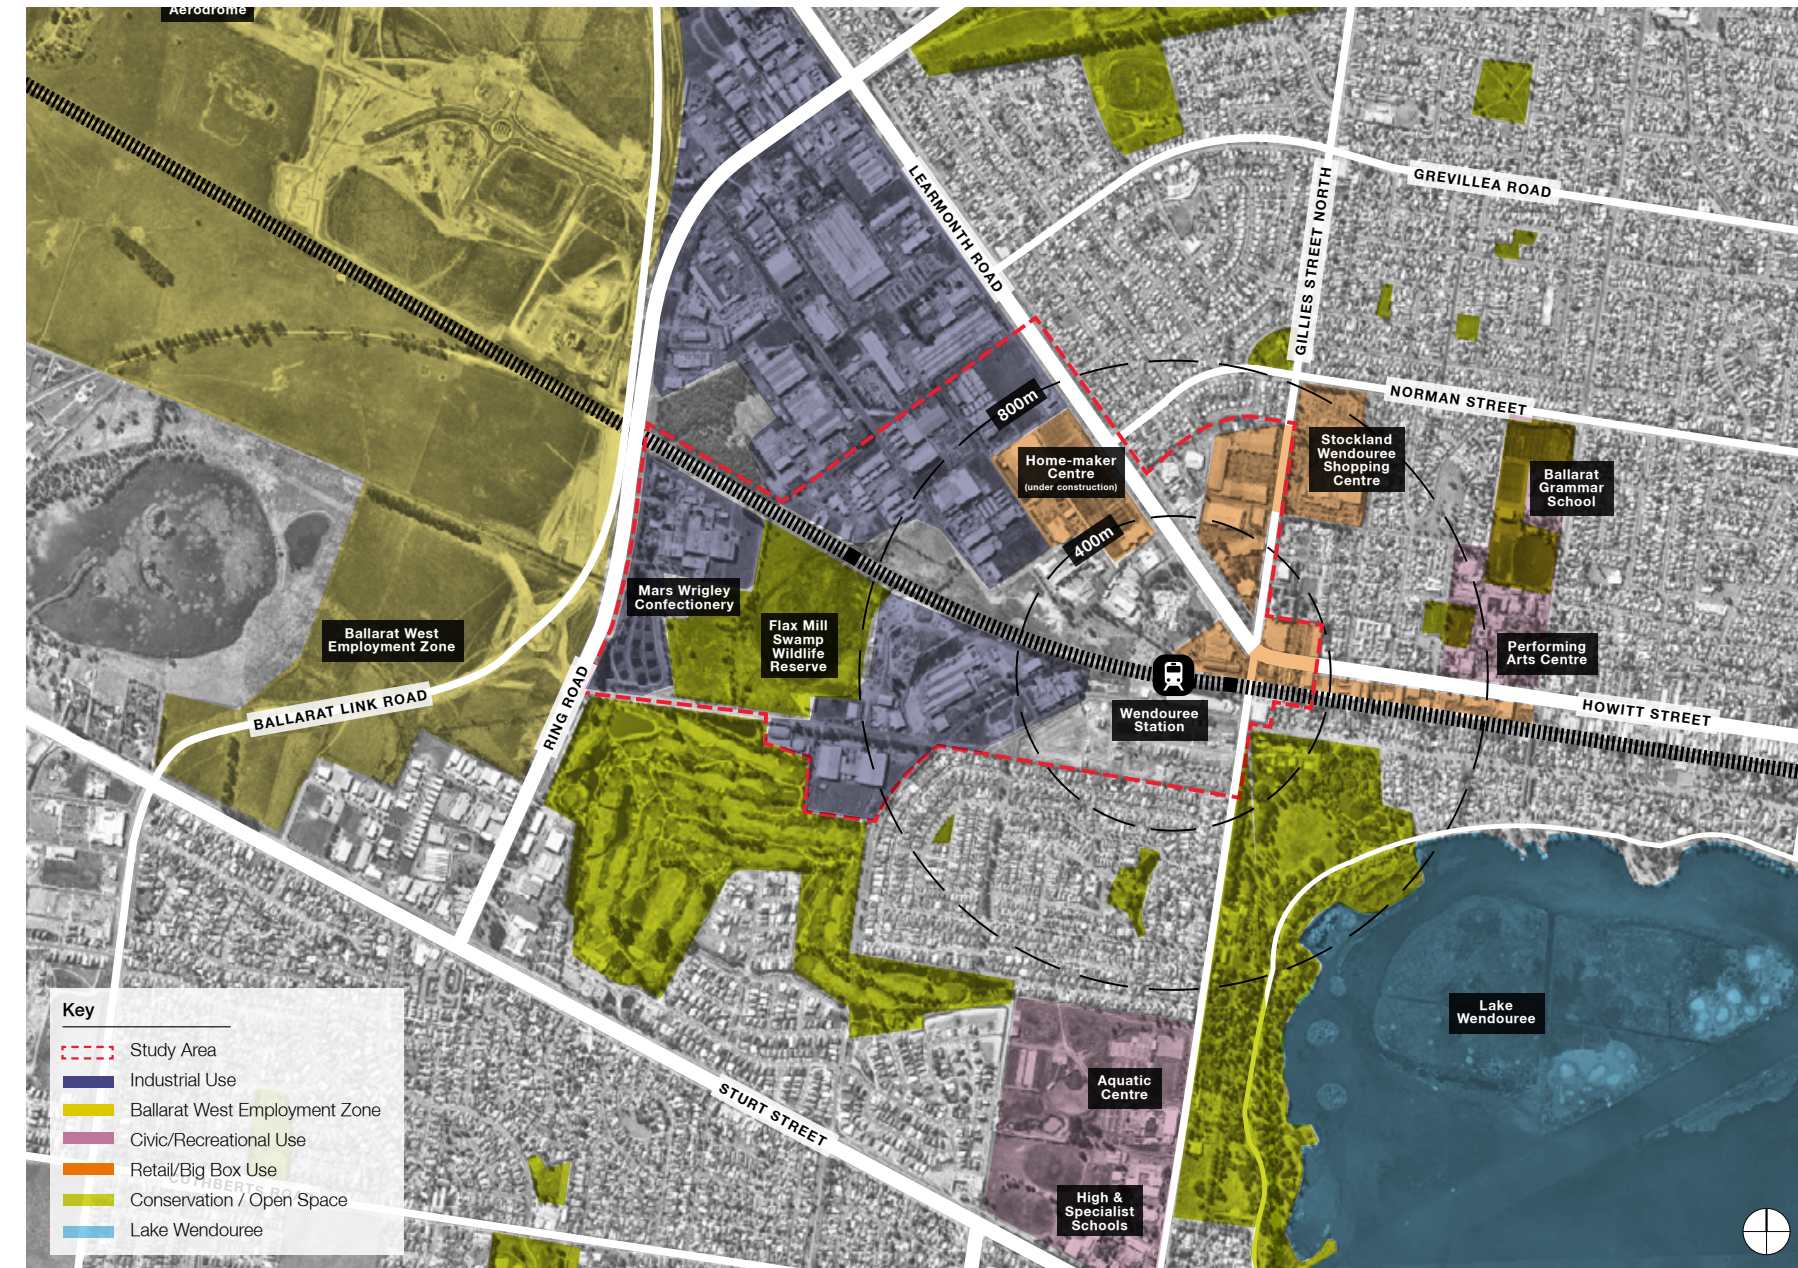 Aerodrome
LEARMONTH ROAD
GILLIES STREET NORTH
GREVILLEA ROAD
NORMAN STREET
800m
400m
Home-maker
Centre
(under construction)
Stockland
Wendouree
Shopping
Centre
Ballarat
Grammar
School
Mars Wrigley
Confectionery
Flax Mill
Swamp
Wildlife
Reserve
Ballarat West
Employment Zone
Performing
Arts Centre
BALLARAT LINK ROAD
RING ROAD
Wendouree
Station
HOWITT STREET
Lake
Wendouree
Aquatic
Centre
STURT STREET
High &
Specialist
Schools
Key
Study Area
Industrial Use
Ballarat West Employment Zone
Civic/Recreational Use
Retail/Big Box Use
CUTHBERTS ROAD
Conservation / Open Space
Lake Wendouree